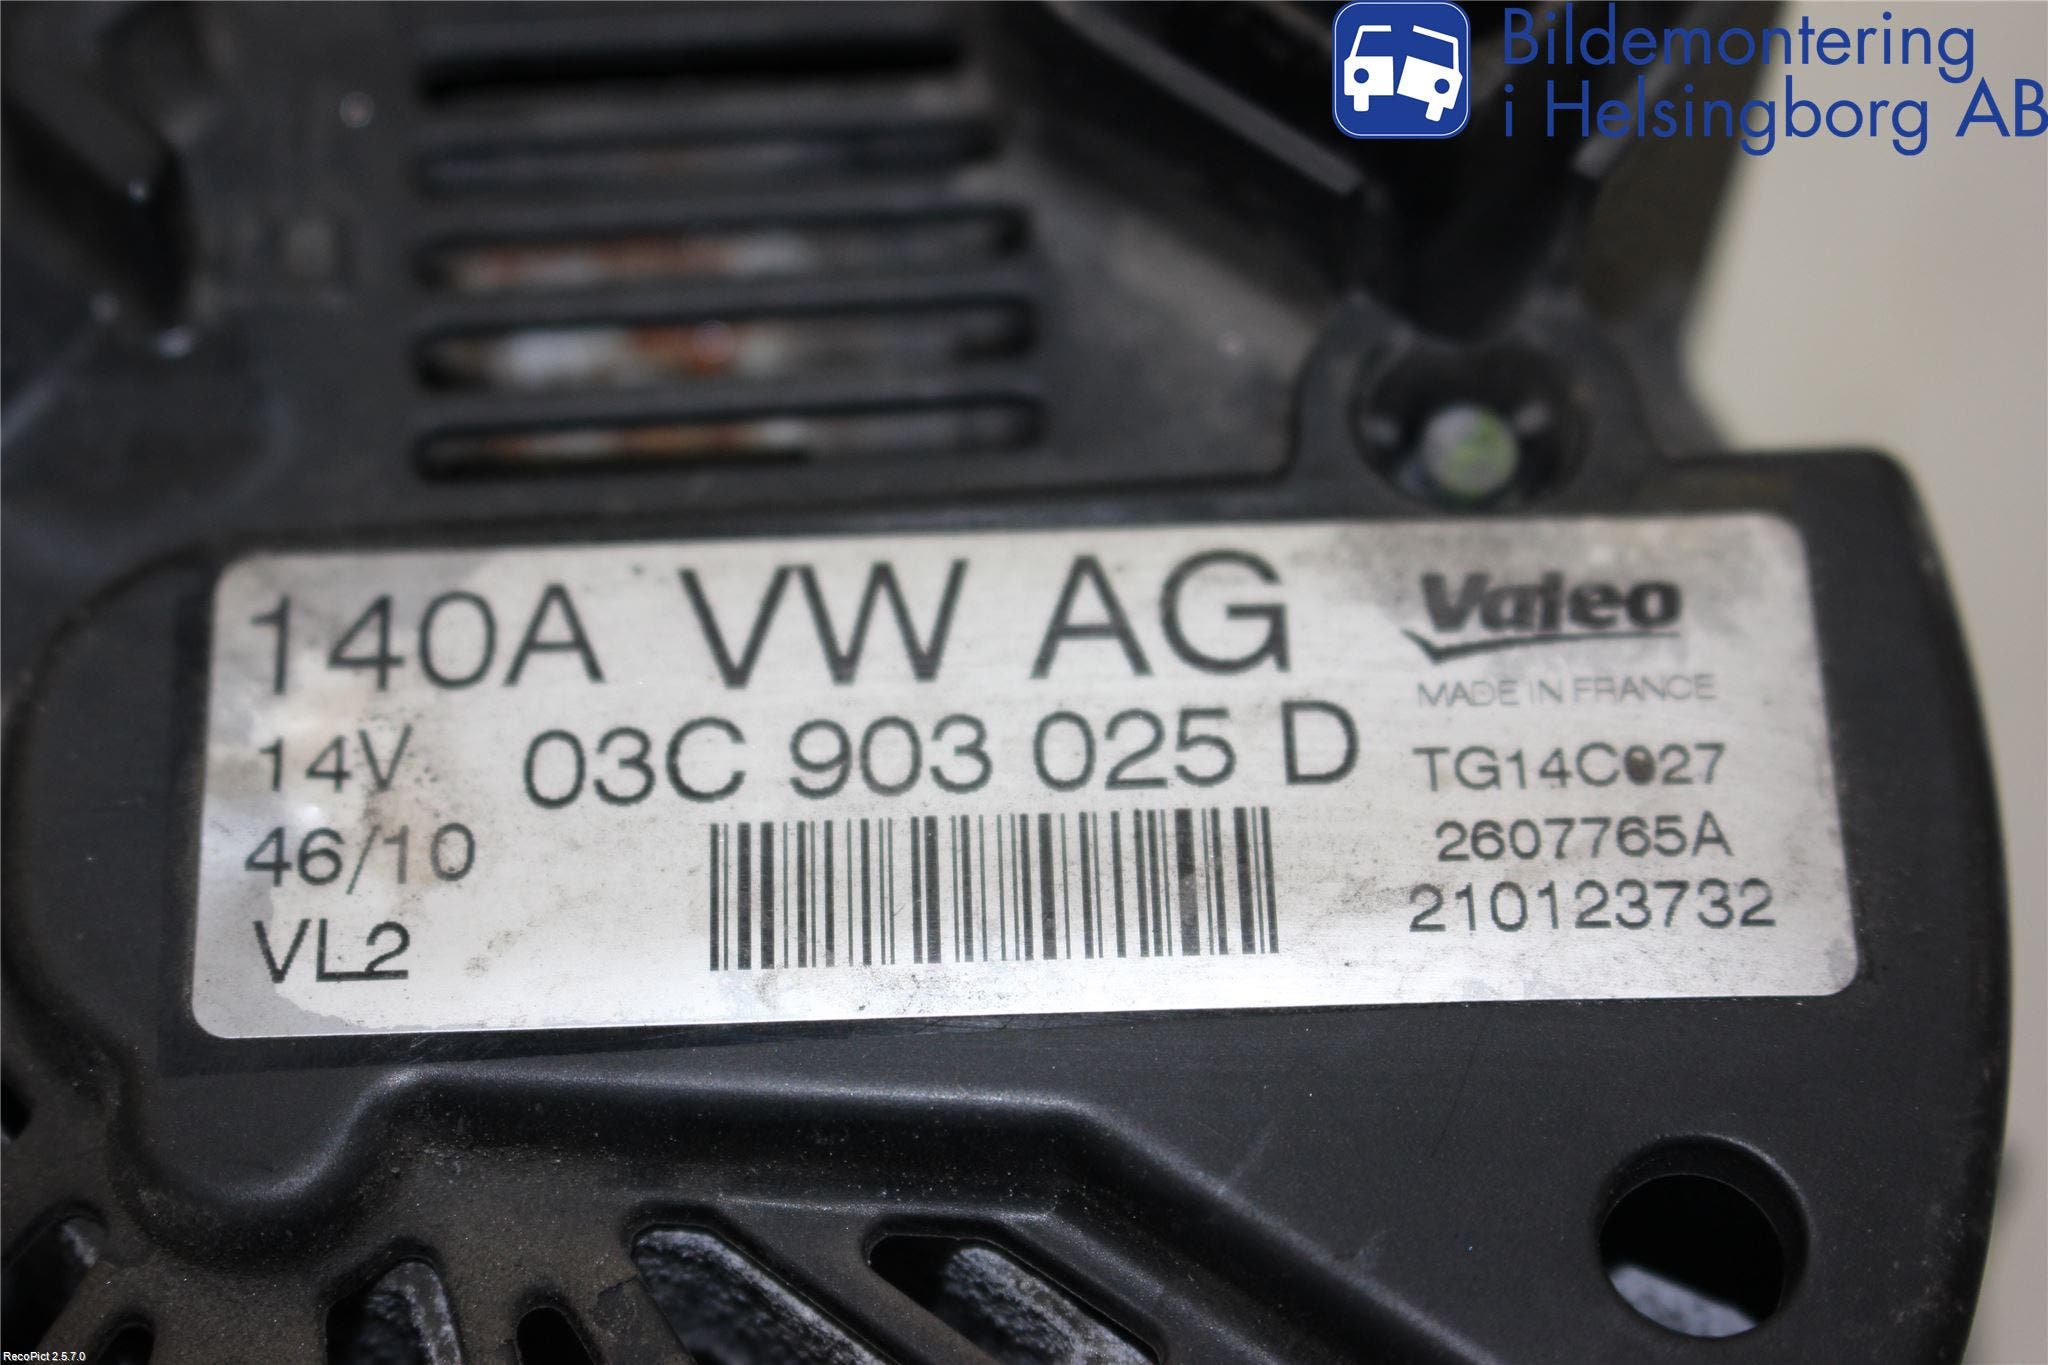 Bildemontering
i Helsingborg AB
140A VW AG
Valeo
MADE IN FRANCE
14V 03C 903 025 D
TG14C027
46/10
2607765A
VL2
210123732
RecoPict 2.5.7.0